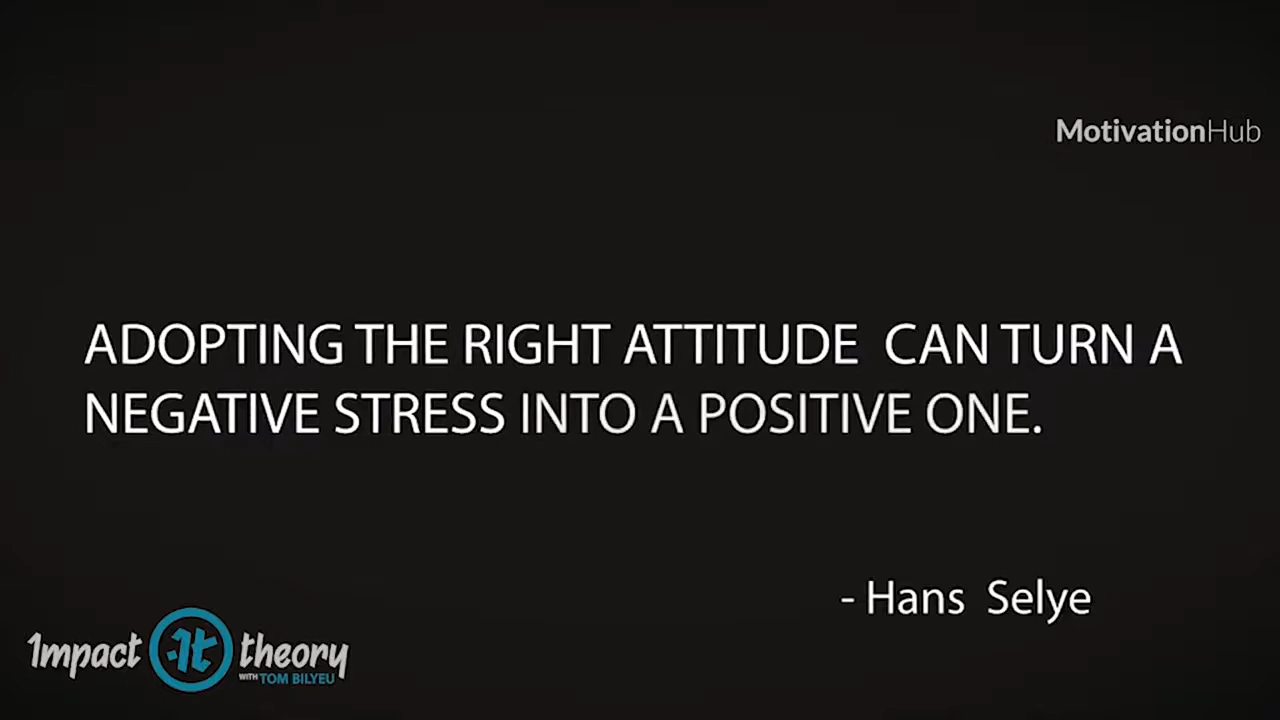 MotivationHub
ADOPTING THE RIGHT ATTITUDE CAN TURN A
NEGATIVE STRESS INTO A POSITIVE ONE.
- Hans Selye
Impact It theory
WITH TOM BILYEU